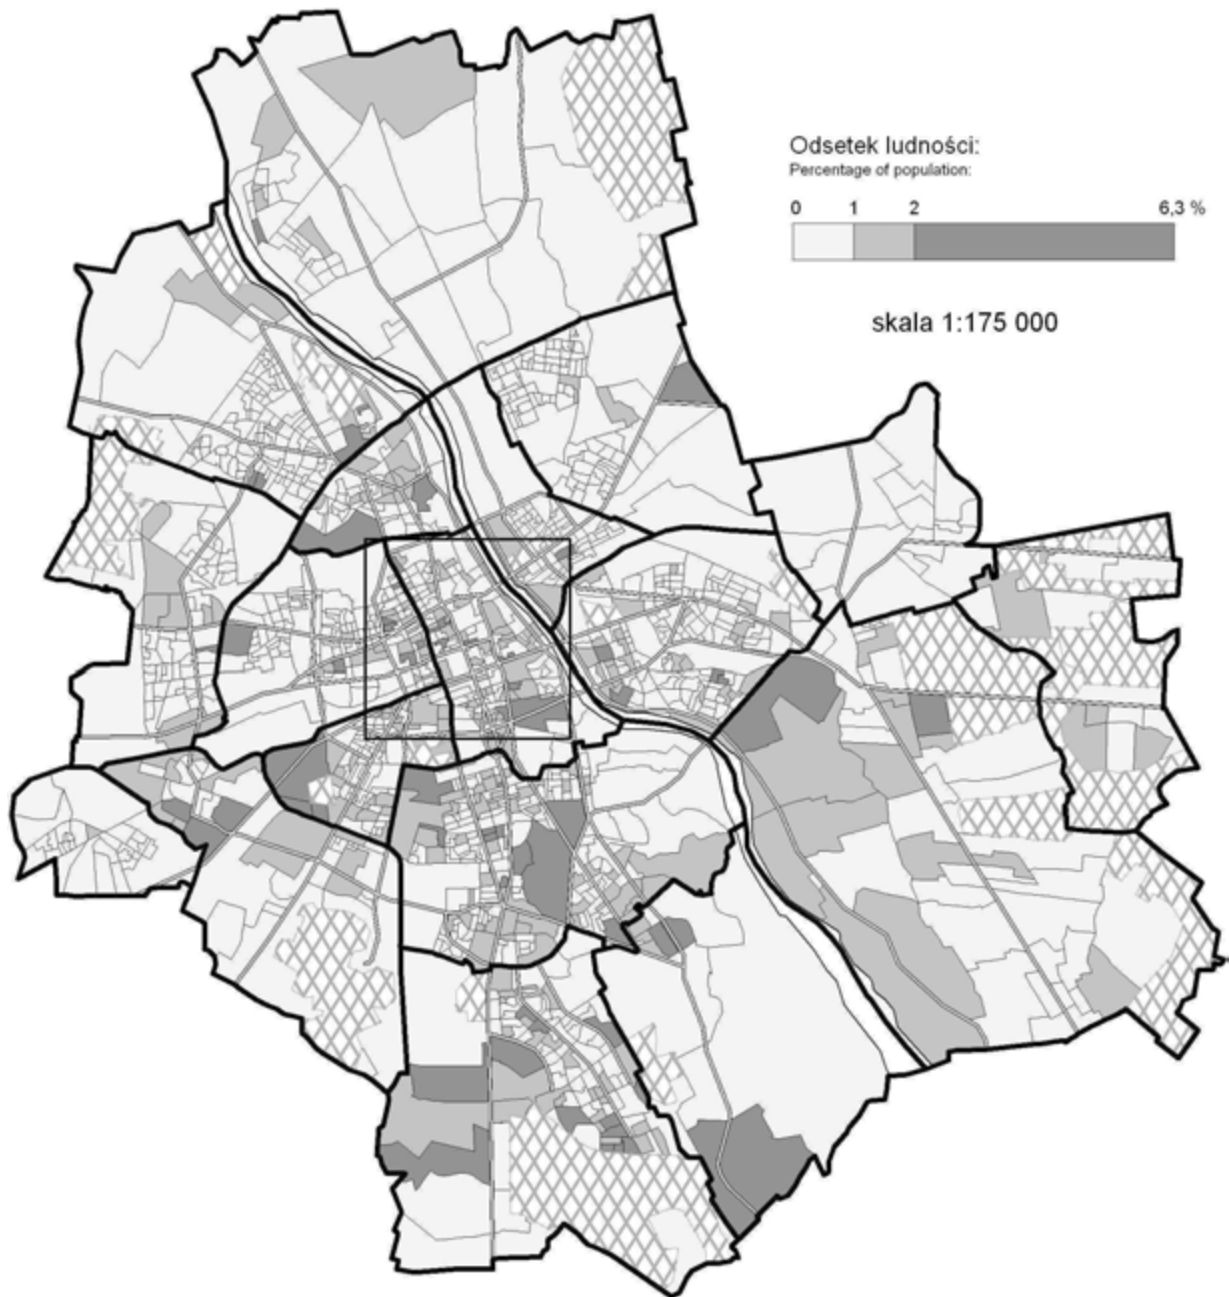 Odsetek ludności:
Percentage of population:
0 1 2 6,3 %
skala 1:175 000